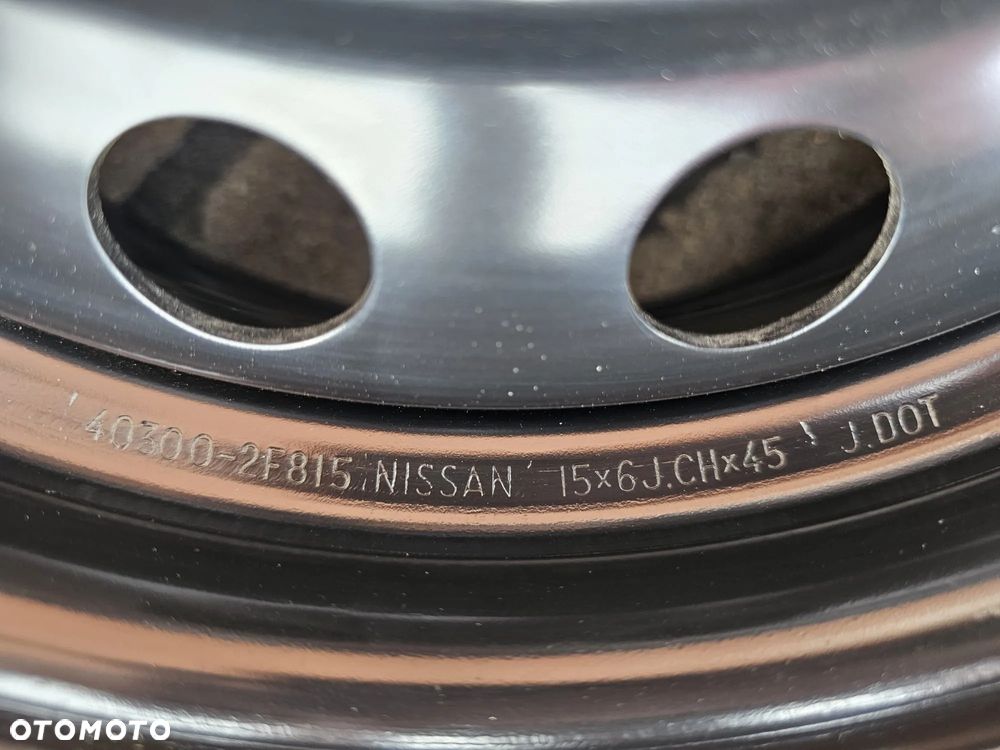 '40300-2F815'NISSAN' 15×6J.CH×45' J.DOT
OTOMOTO